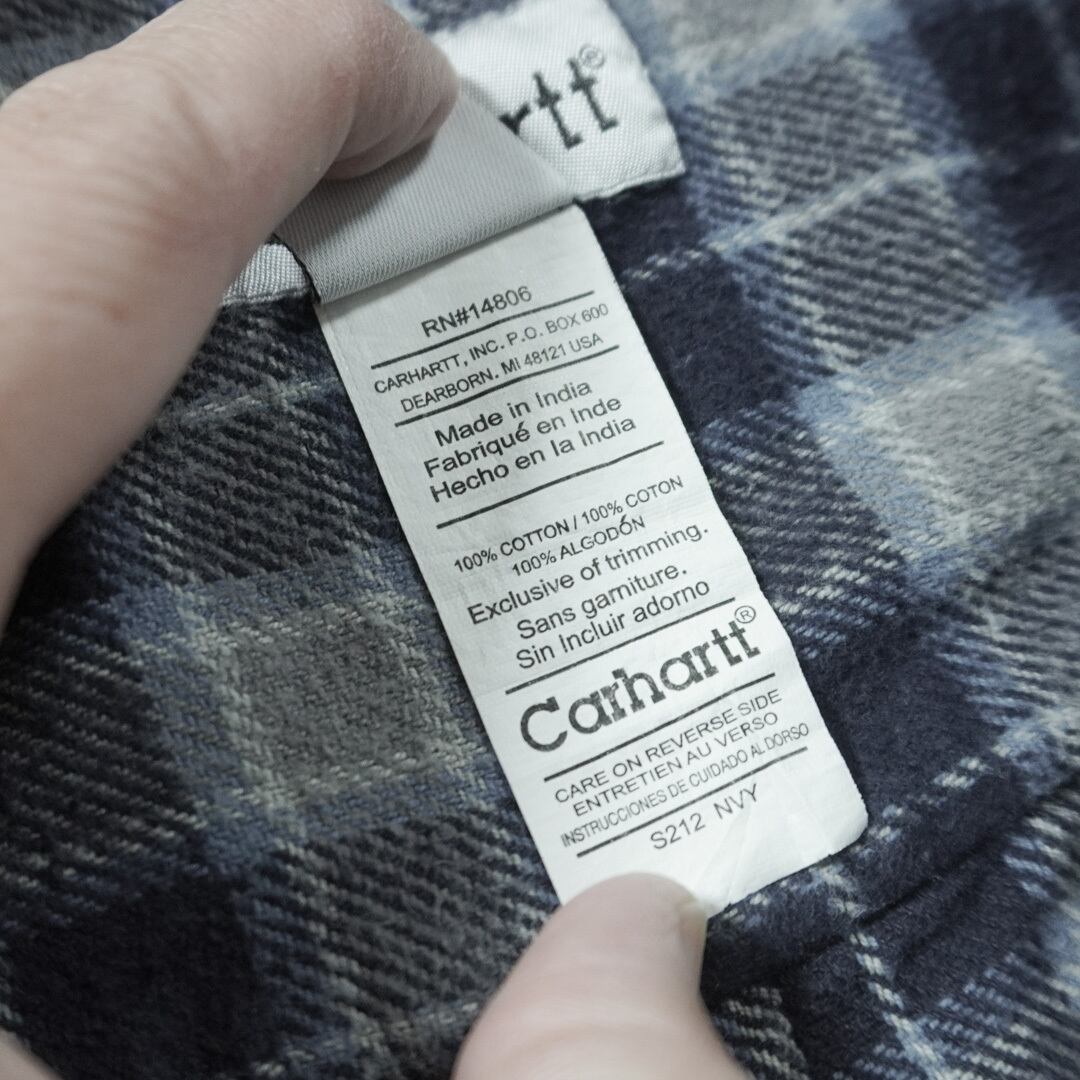 rtt®
RN#14806
CARHARTT, INC. P.O. BOX 600
DEARBORN. Mi 48121 USA
Made in India
Fabriqué en Inde
Hecho en la India
100% COTTON / 100% COTON
100% ALGODÓN
Exclusive of trimming.
Sans garniture.
Sin Incluir adorno
Carhartt®
CARE ON REVERSE SIDE
ENTRETIEN AU VERSO
INSTRUCCIONES DE CUIDADO AL DORSO
S212 NVY